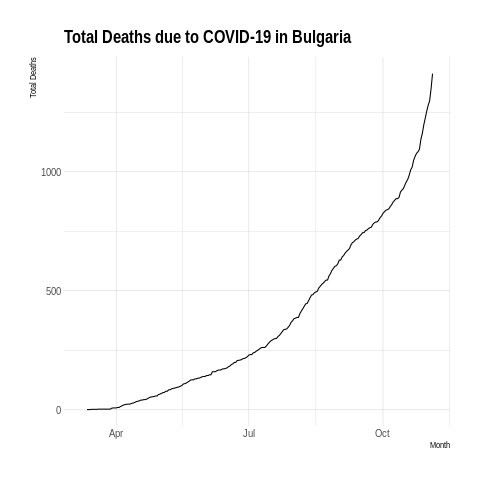 Total Deaths due to COVID-19 in Bulgaria
Total Deaths
1000
500
0
Apr Jul Oct
Month